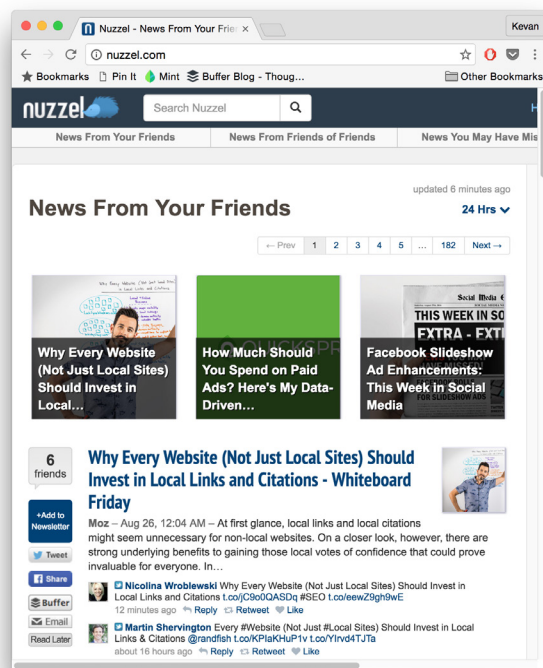 Nuzzel - News From Your Frie
Kevan
nuzzel.com
Bookmarks Pin It Mint Buffer Blog - Thoug... Other Bookmarks
nuzzel
Search Nuzzel
H
News From Your Friends News From Friends of Friends News You May Have Mis
updated 6 minutes ago
News From Your Friends
24 Hrs
← Prev 1 2 3 4 5 ... 182 Next →
Why Every Website
(Not Just Local Sites)
Should Invest in
Local…
QUICKSPR
How Much Should
You Spend on Paid
Ads? Here's My Data-
Driven…
Social Media
THIS WEEK IN SO
EXTRA - EXT
Facebook Slideshow
Ad Enhancements:
This Week in Social
Media
FOR SLIDESHOW ADS
6
friends
Why Every Website (Not Just Local Sites) Should
Invest in Local Links and Citations - Whiteboard
Friday
+Add to
Newsletter
Moz – Aug 26, 12:04 AM – At first glance, local links and local citations
might seem unnecessary for non-local websites. On a closer look, however, there are
strong underlying benefits to gaining those local votes of confidence that could prove
invaluable for everyone. In…
Tweet
Share
Buffer
Email
Read Later
Nicolina Wroblewski Why Every Website (Not Just Local Sites) Should Invest in
Local Links and Citations t.co/jC9o0QASDq #SEO t.co/eewZ9gh9wE
12 minutes ago Reply Retweet Like
Martin Shervington Why Every #Website (Not Just #Local Sites) Should Invest in Local
Links & Citations @randfish t.co/KPIaKHuP1v t.co/YIrvd4TJTa
about 16 hours ago Reply Retweet Like